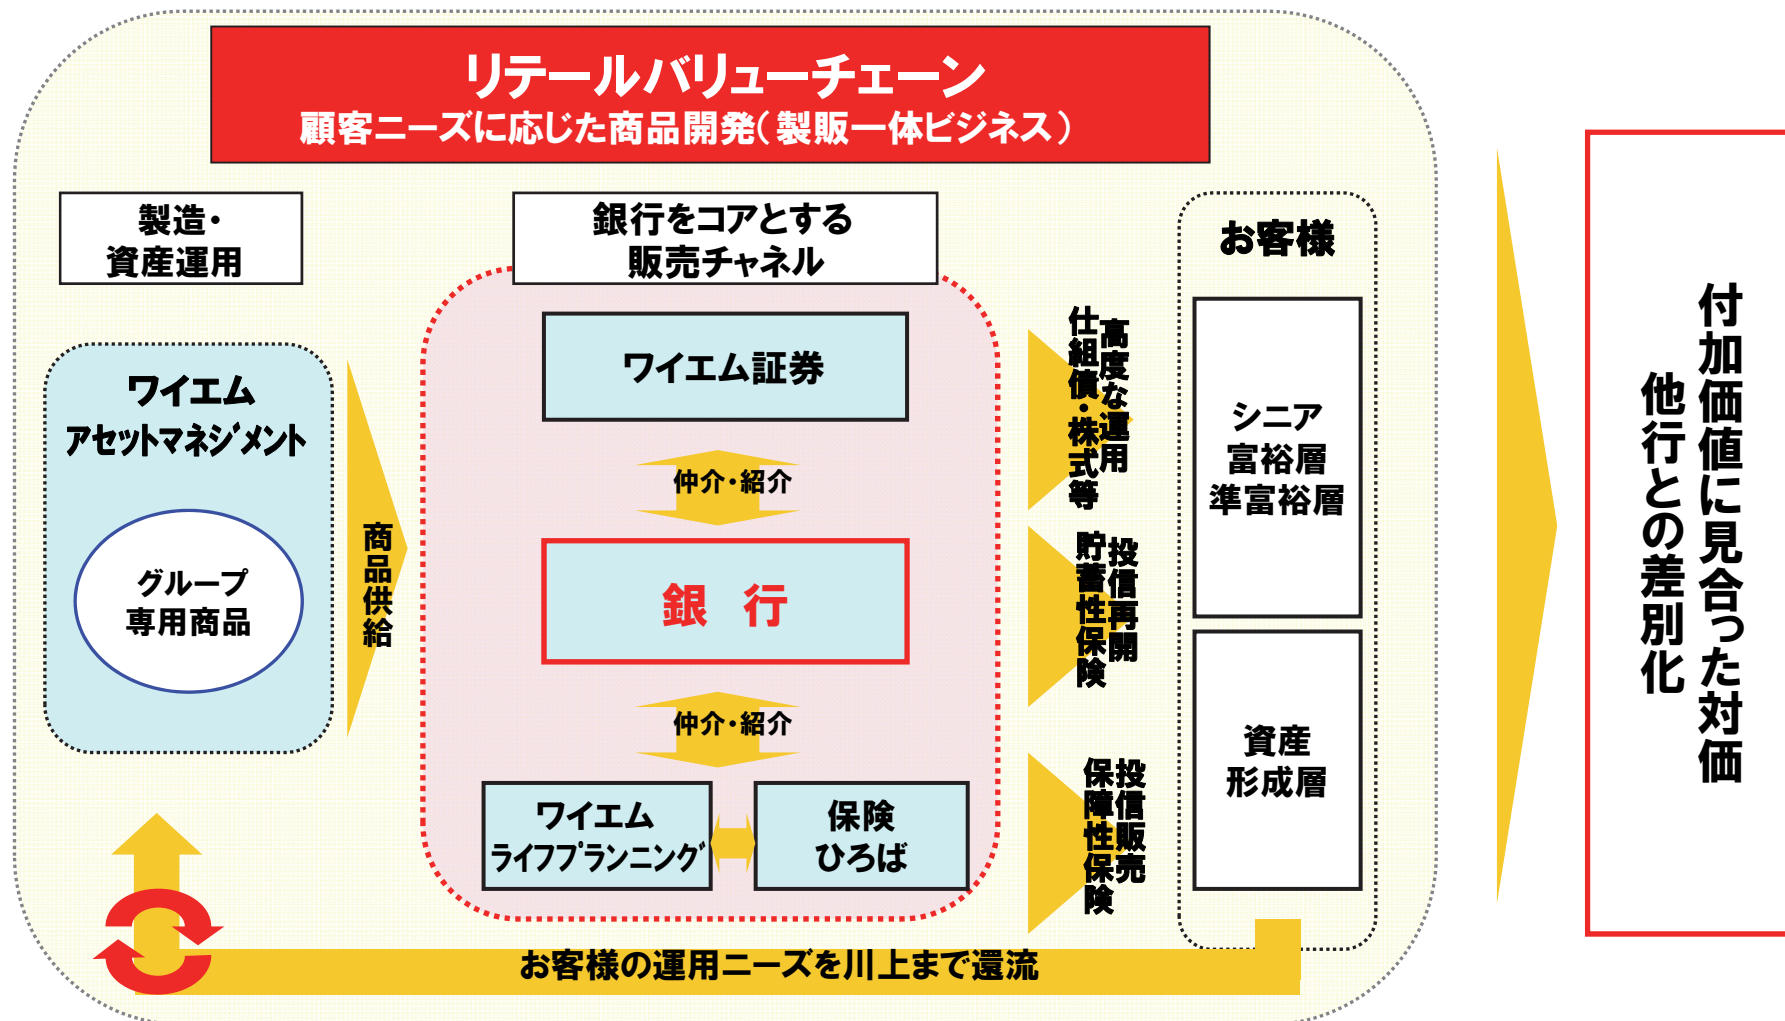 リテールバリューチェーン
顧客ニーズに応じた商品開発(製販一体ビジネス)
製造・
資産運用
ワイエム
アセットマネジメント
グループ
専用商品
商品供給
銀行をコアとする
販売チャネル
ワイエム証券
仲介・紹介
銀 行
仲介・紹介
ワイエム
ライフプランニング
保険
ひろば
高度な運用
仕組債・株式等
投信再開
貯蓄性保険
投信販売
保障性保険
お客様
シニア
富裕層
準富裕層
資産
形成層
お客様の運用ニーズを川上まで還流
付加価値に見合った対価
他行との差別化